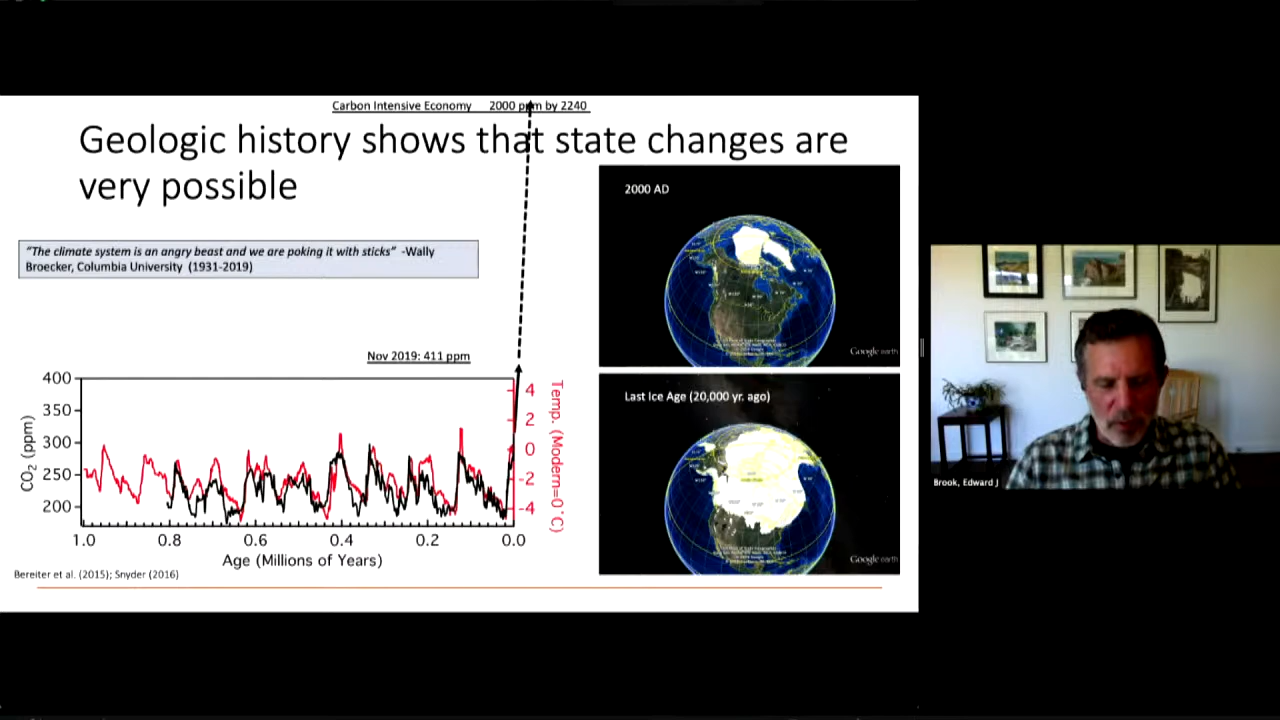 Carbon Intensive Economy 2000 ppm by 2240
Geologic history shows that state changes are
very possible
"The climate system is an angry beast and we are poking it with sticks" -Wally
Broecker, Columbia University (1931-2019)
2000 AD
Google earth
Nov 2019: 411 ppm
Last Ice Age (20,000 yr. ago)
Google earth
400
350
300
250
200
CO₂ (ppm)
4
2
0
-2
-4
Temp. (Modern=0°C)
1.0 0.8 0.6 0.4 0.2 0.0
Age (Millions of Years)
Bereiter et al. (2015); Snyder (2016)
Brook, Edward J